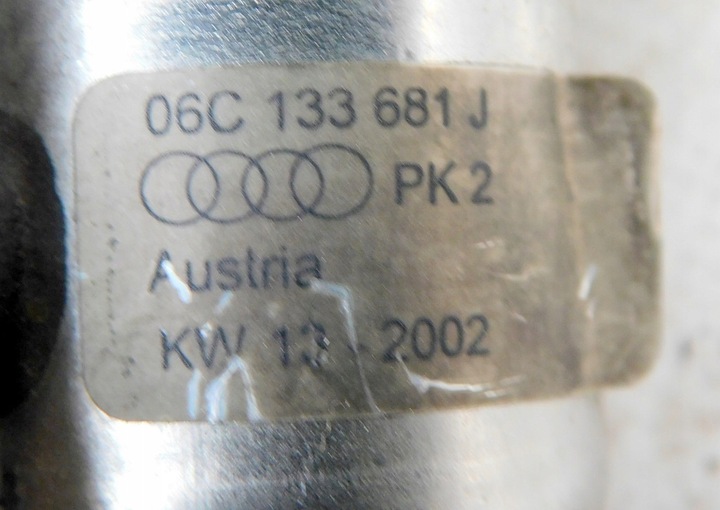 06C 133 681 J
PK 2
Austria
KW 13 - 2002